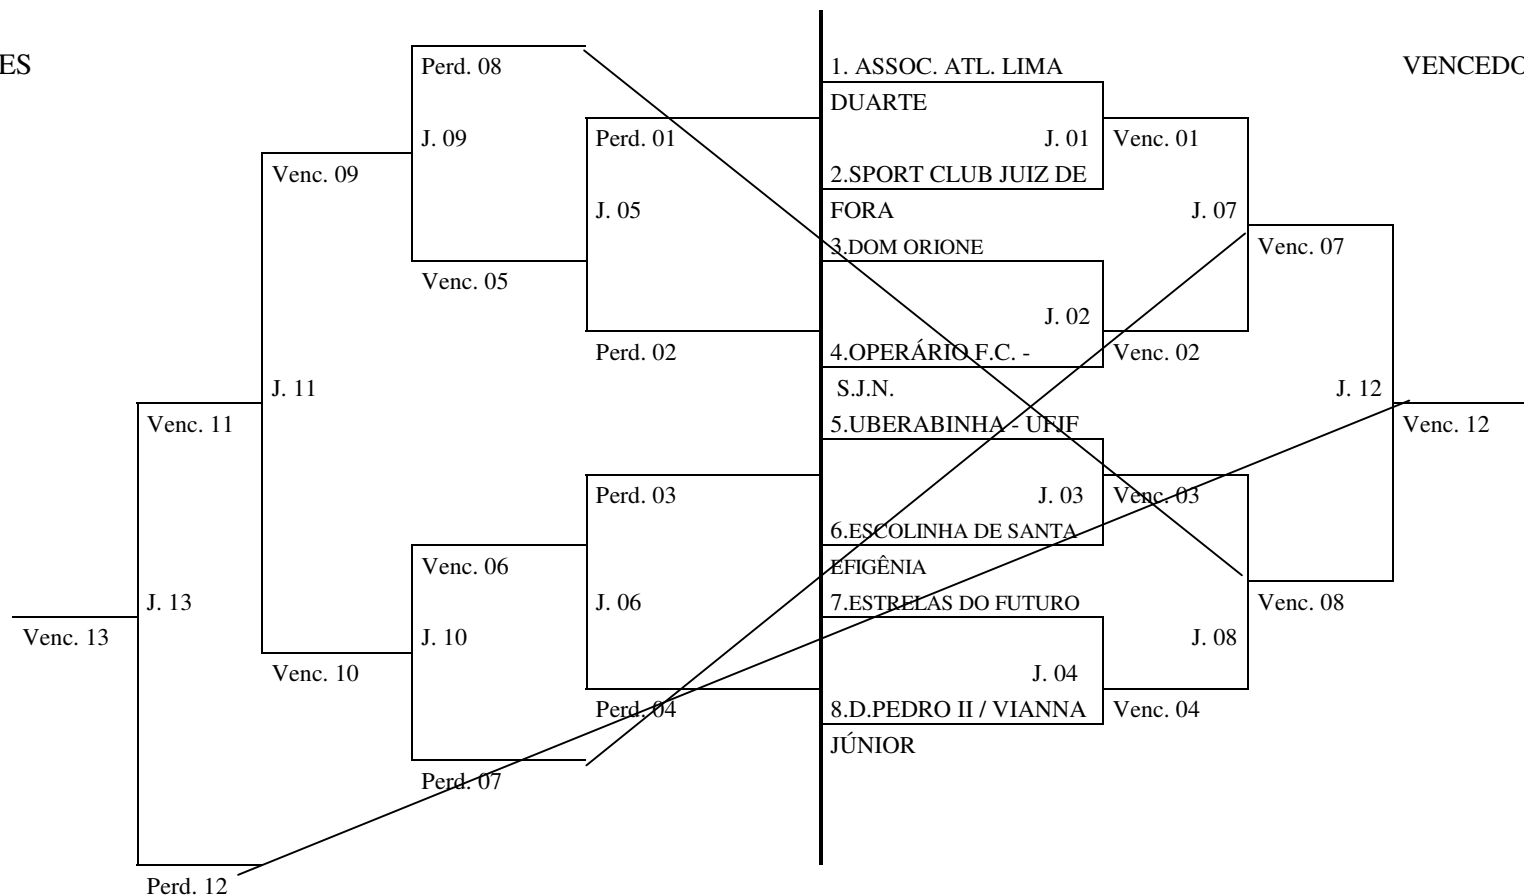 ES
VENCEDO
Perd. 08
1. ASSOC. ATL. LIMA
DUARTE
J. 09
Perd. 01
J. 01
Venc. 01
Venc. 09
2.SPORT CLUB JUIZ DE
FORA
J. 05
J. 07
3.DOM ORIONE
Venc. 07
Venc. 05
J. 02
Perd. 02
4.OPERÁRIO F.C. -
S.J.N.
Venc. 02
J. 11
J. 12
Venc. 11
5.UBERABINHA - UFJF
Venc. 12
Perd. 03
J. 03
Venc. 03
6.ESCOLINHA DE SANTA
EFIGÊNIA
Venc. 06
J. 13
J. 06
7.ESTRELAS DO FUTURO
Venc. 08
Venc. 13
J. 10
J. 08
Venc. 10
J. 04
Perd. 04
8.D.PEDRO II / VIANNA
JÚNIOR
Venc. 04
Perd. 07
Perd. 12